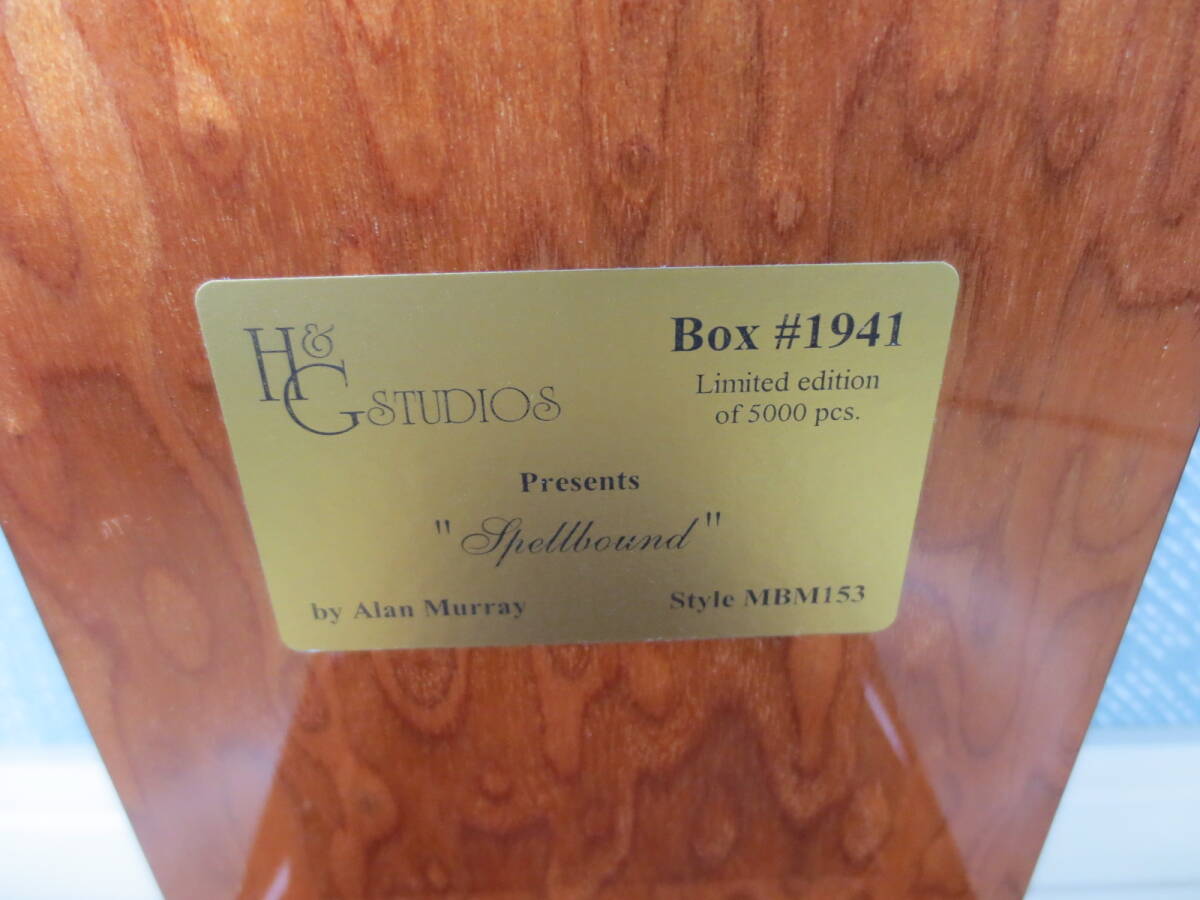 H&G STUDIOS
Box #1941
Limited edition
of 5000 pcs.
Presents
"Spellbound"
by Alan Murray
Style MBM153